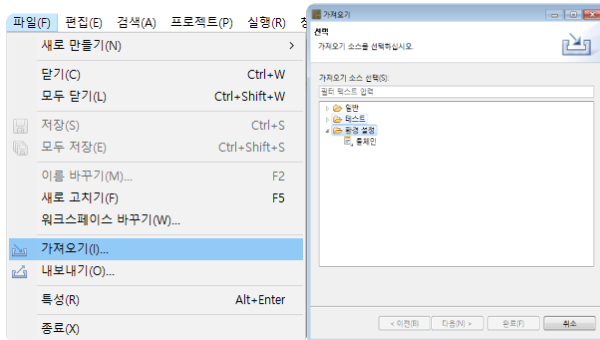 파일(F) 편집(E) 검색(A) 프로젝트(P) 실행(R)
새로 만들기(N)
닫기(C) Ctrl+W
모두 닫기(L) Ctrl+Shift+W
저장(S) Ctrl+S
모두 저장(E) Ctrl+Shift+S
이름 바꾸기(M)... F2
새로 고치기(F) F5
워크스페이스 바꾸기(W)...
가져오기(I)...
내보내기(O)...
특성(R) Alt+Enter
종료(X)
가져오기
선택
가져오기 소스를 선택하십시오.
가져오기 소스 선택(S):
필터 텍스트 입력
일반
테스트
환경 설정
툴체인
< 이전(B) 다음(N) > 완료(F) 취소